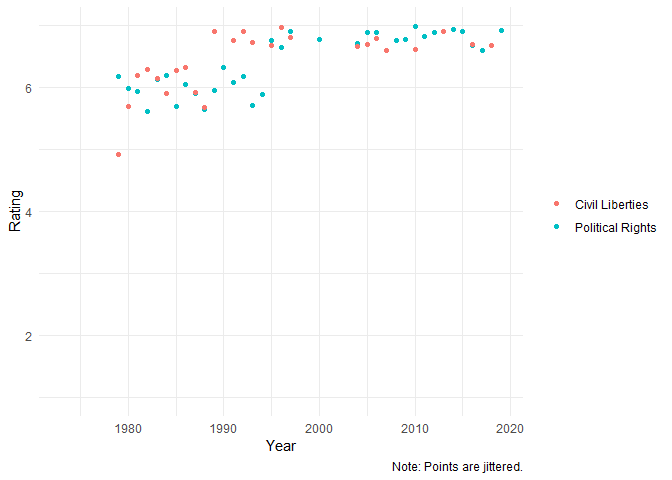 6
4
2
Rating
1980 1990 2000 2010 2020
Year
Civil Liberties
Political Rights
Note: Points are jittered.